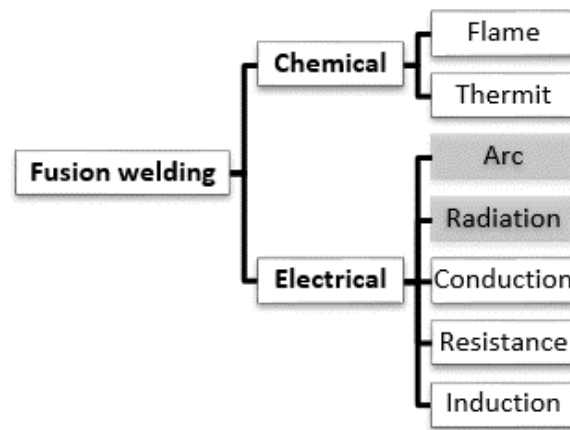 Fusion welding
Chemical
Flame
Thermit
Electrical
Arc
Radiation
Conduction
Resistance
Induction